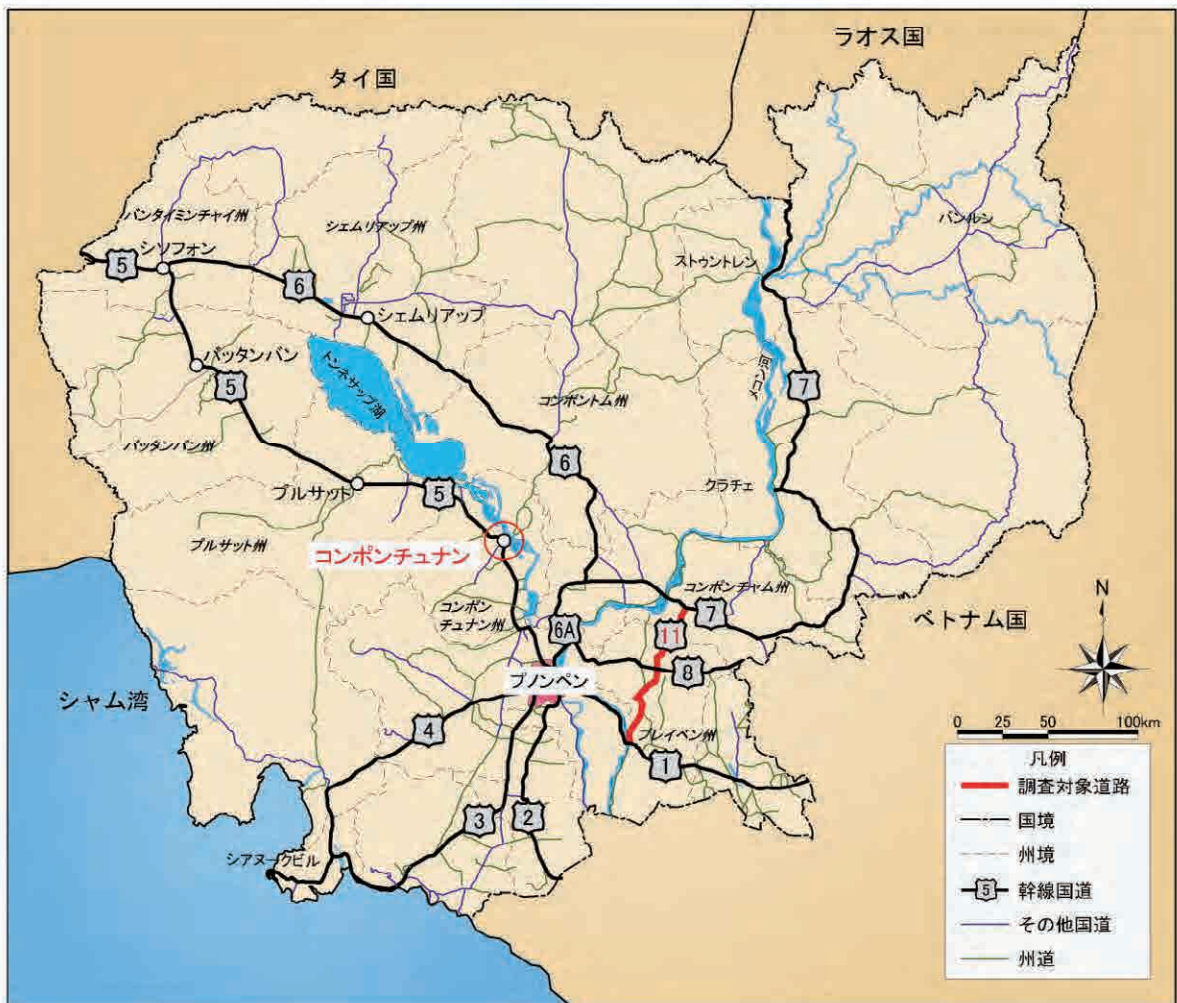 ラオス国
タイ国
バンタイミンチャイ州
シソフォン
5
シェムリアップ州
6
シェムリアップ
ストゥントレン
バンルン
バッタンバン
5
トンネサップ湖
メコン河
7
コンポントム州
バッタンバン州
6
プルサット
5
クラチェ
プルサット州
コンポンチュナン
コンポンチャム州
7
ベトナム国
N
コンポン
チュナン州
6A
11
8
プノンペン
シャム湾
4
プレイベン州
1
0 25 50 100km
3
2
シアヌークビル
凡例
調査対象道路
国境
州境
5 幹線国道
その他国道
州道